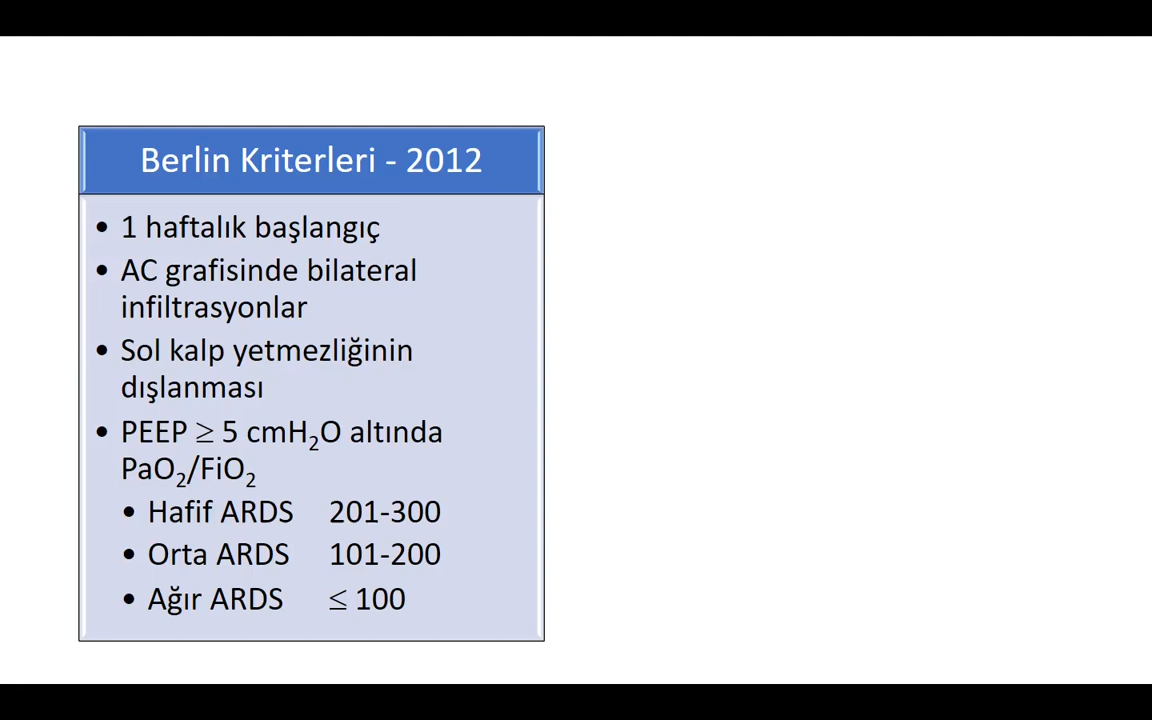 Berlin Kriterleri - 2012
• 1 haftalık başlangıç
• AC grafisinde bilateral
infiltrasyonlar
• Sol kalp yetmezliğinin
dışlanması
• PEEP ≥ 5 cmH₂O altında
PaO₂/FiO₂
• Hafif ARDS 201-300
• Orta ARDS 101-200
• Ağır ARDS ≤ 100